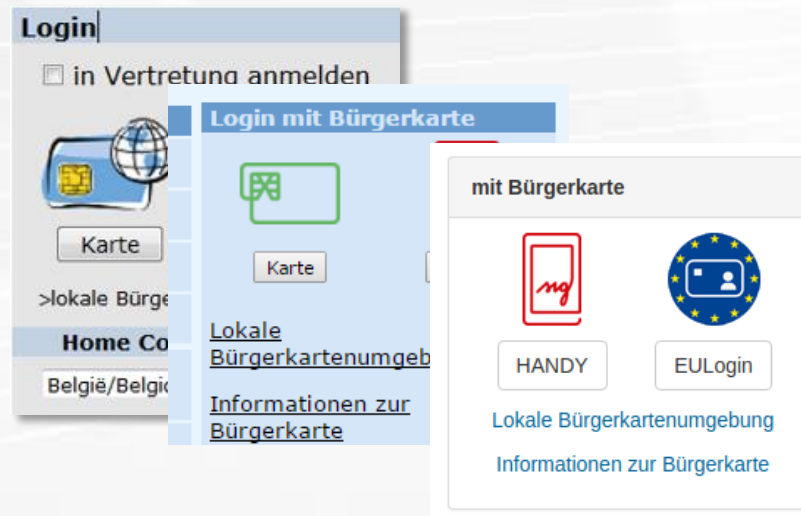 Login
in Vertretung anmelden
Karte
>lokale Bürge
Home Co
België/Belgiq
Login mit Bürgerkarte
Karte
Lokale
Bürgerkartenumgeb
Informationen zur
Bürgerkarte
mit Bürgerkarte
HANDY
EULogin
Lokale Bürgerkartenumgebung
Informationen zur Bürgerkarte